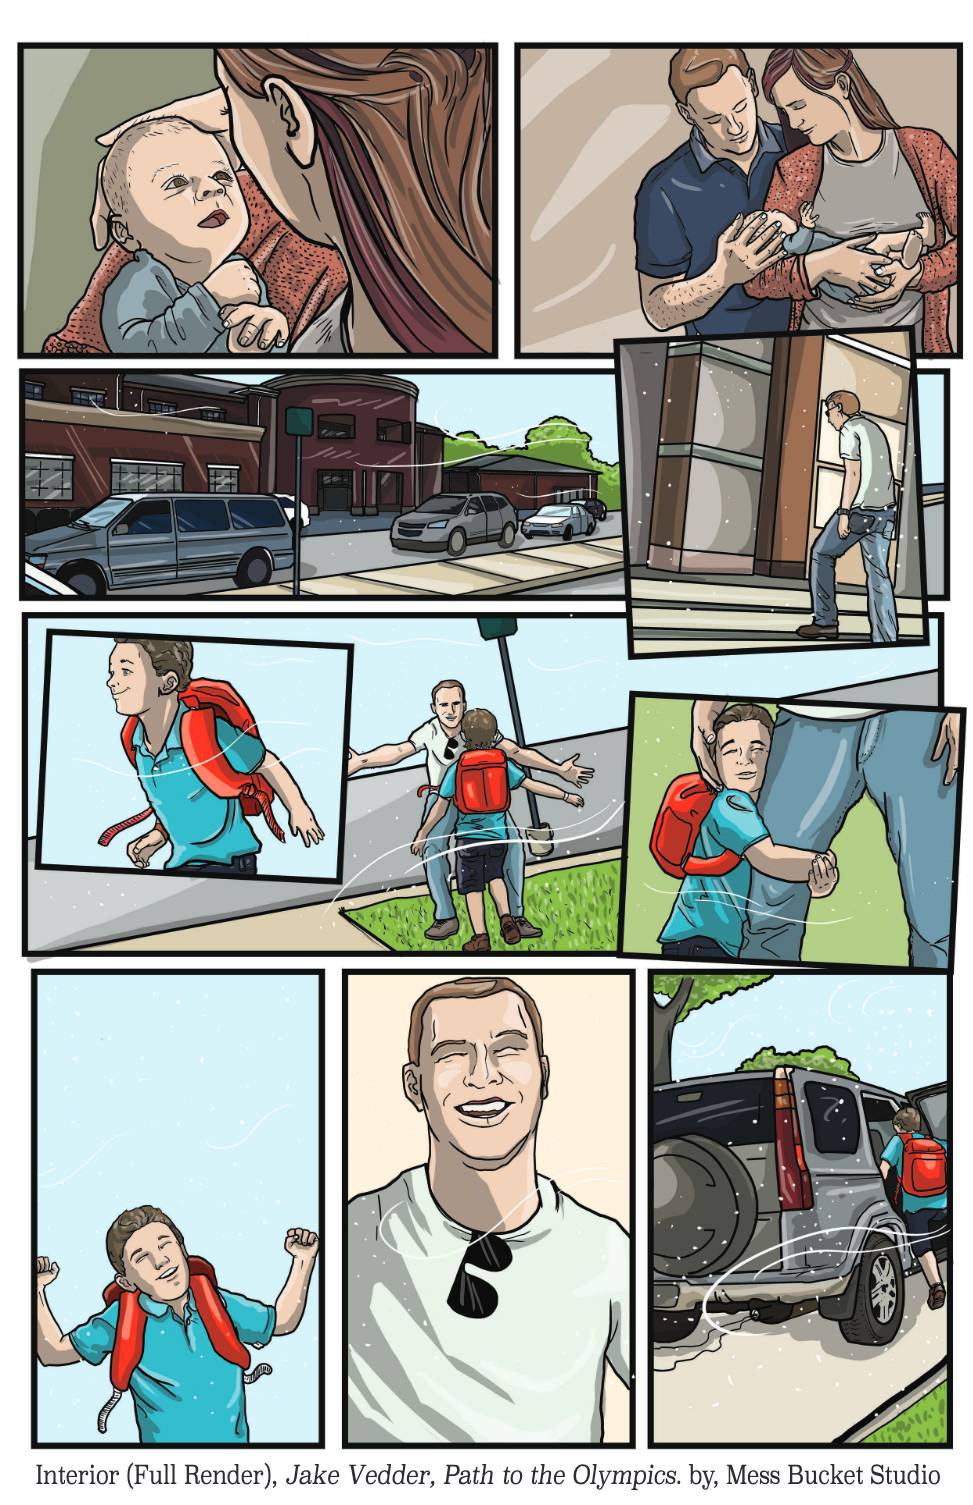 Interior (Full Render), Jake Vedder, Path to the Olympics. by, Mess Bucket Studio